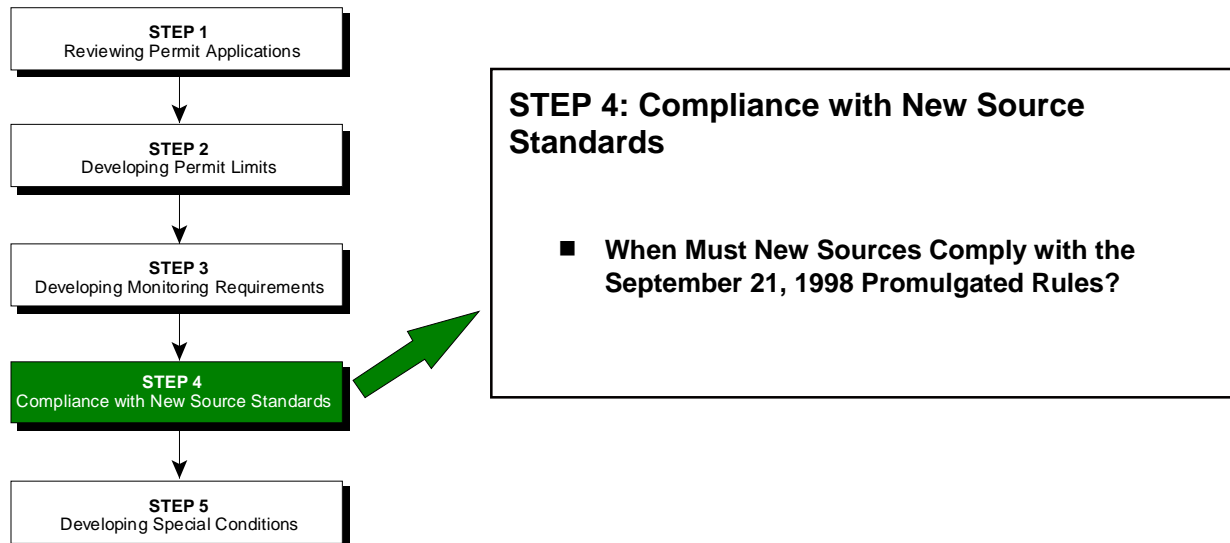 STEP 1
Reviewing Permit Applications
STEP 2
Developing Permit Limits
STEP 3
Developing Monitoring Requirements
STEP 4
Compliance with New Source Standards
STEP 5
Developing Special Conditions
STEP 4: Compliance with New Source
Standards
■ When Must New Sources Comply with the
September 21, 1998 Promulgated Rules?